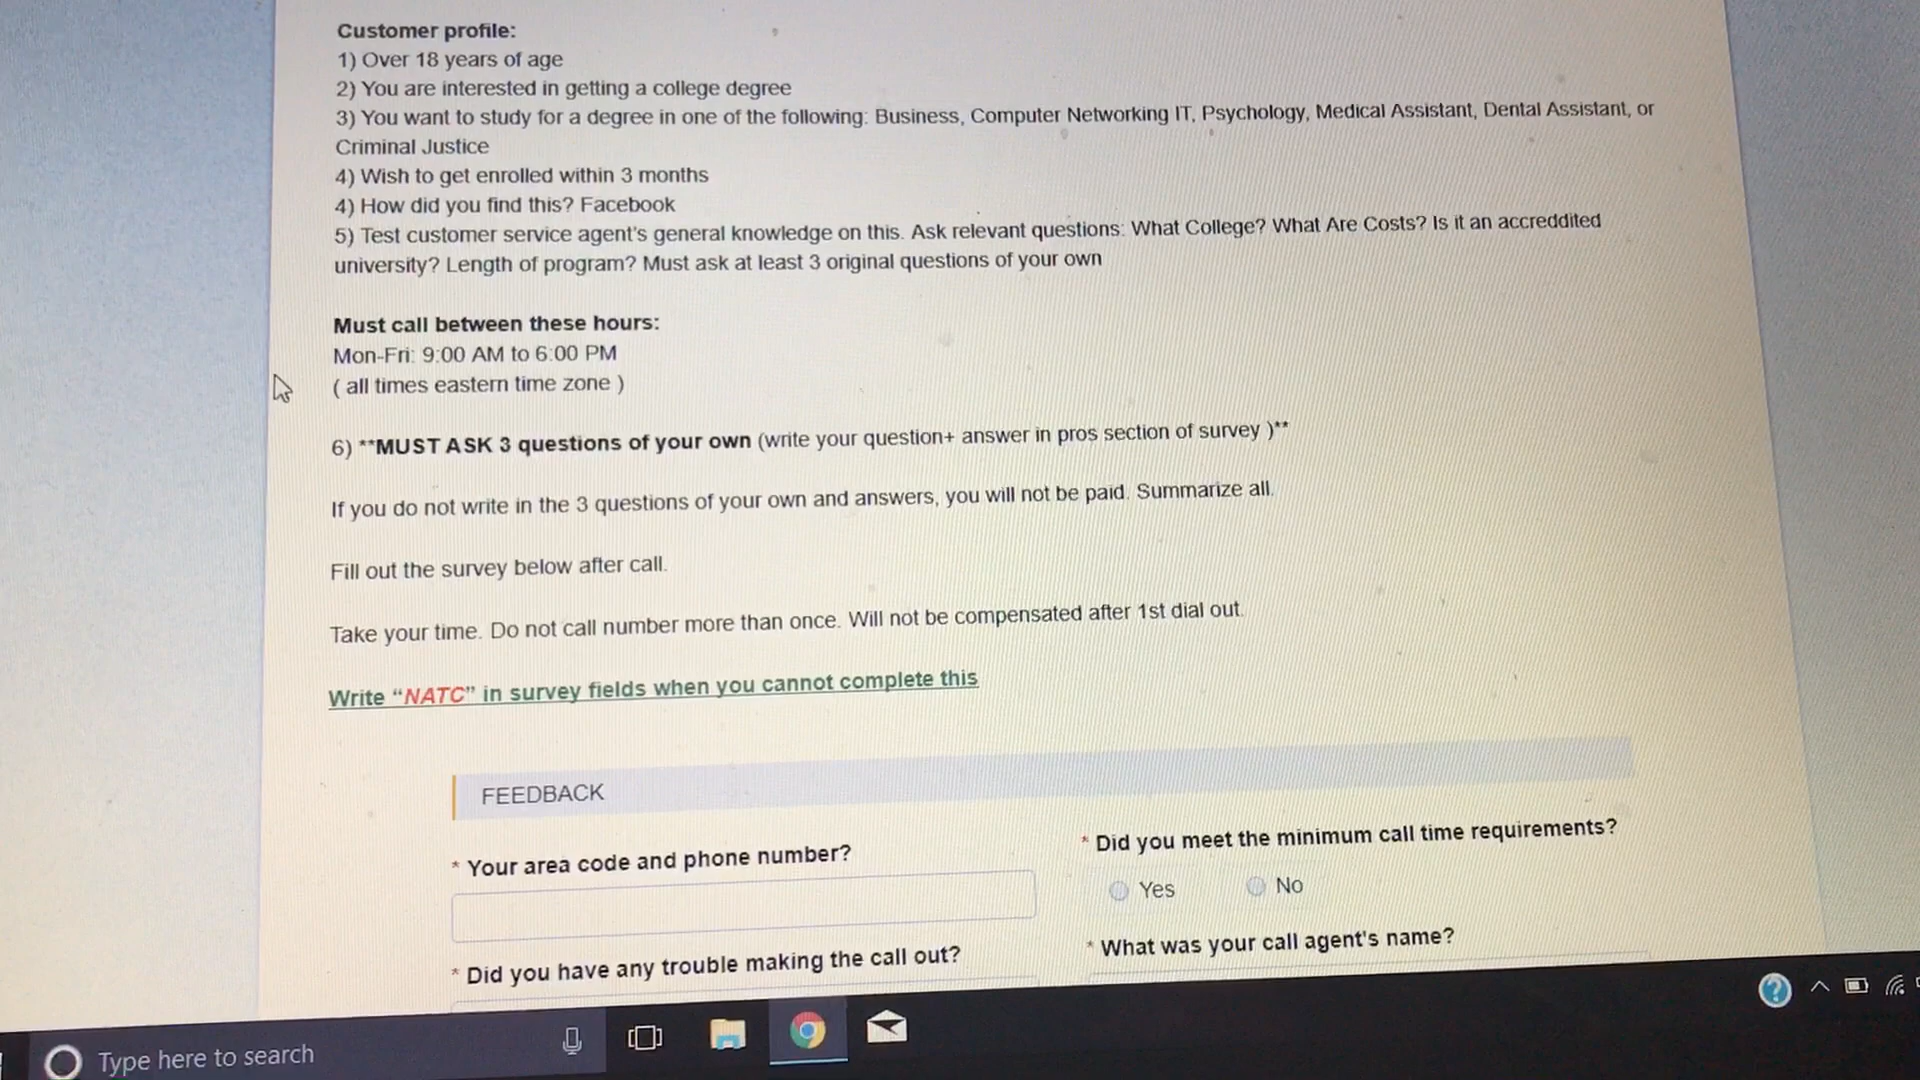 Customer profile:
1) Over 18 years of age
2) You are interested in getting a college degree
3) You want to study for a degree in one of the following: Business, Computer Networking IT, Psychology, Medical Assistant, Dental Assistant, or
Criminal Justice
4) Wish to get enrolled within 3 months
4) How did you find this? Facebook
5) Test customer service agent's general knowledge on this. Ask relevant questions: What College? What Are Costs? Is it an accreddited
university? Length of program? Must ask at least 3 original questions of your own
Must call between these hours:
Mon-Fri: 9:00 AM to 6:00 PM
( all times eastern time zone )
6) **MUST ASK 3 questions of your own (write your question+ answer in pros section of survey )**
If you do not write in the 3 questions of your own and answers, you will not be paid. Summarize all.
Fill out the survey below after call.
Take your time. Do not call number more than once. Will not be compensated after 1st dial out.
Write “NATC” in survey fields when you cannot complete this
FEEDBACK
* Your area code and phone number?
* Did you meet the minimum call time requirements?
Yes No
* Did you have any trouble making the call out?
* What was your call agent's name?
Type here to search